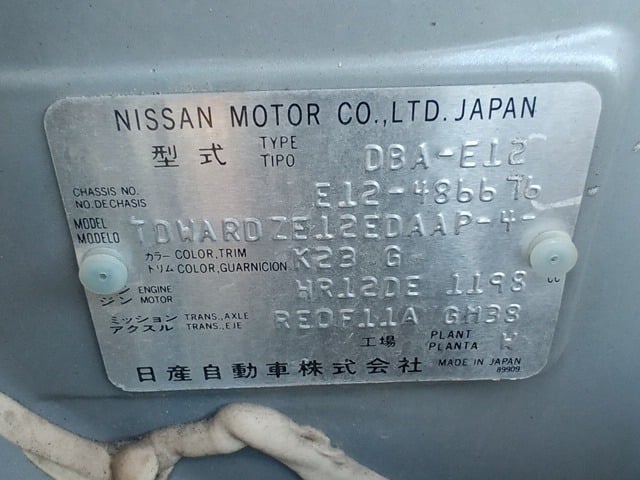 NISSAN MOTOR CO.,LTD. JAPAN
型式 TYPE TIPO DBA-E12
CHASSIS NO. NO.DE CHASIS E12-486676
MODEL MODELO TDWARDZE12EDAAP-4-
カラー COLOR,TRIM トリム COLOR,GUARNICION K23 G
ジン ENGINE MOTOR HR12DE 1198 cc
ミッション TRANS.,AXLE アクスル TRANS.,EJE RE0F11A GH38
工場 PLANT PLANTA
日産自動車株式会社 MADE IN JAPAN
89909